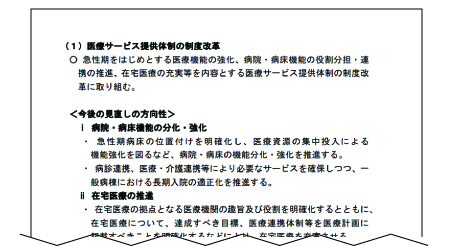 （１）医療サービス提供体制の制度改革
○ 急性期をはじめとする医療機能の強化、病院・病床機能の役割分担・連
携の推進、在宅医療の充実等を内容とする医療サービス提供体制の制度改
革に取り組む。
＜今後の見直しの方向性＞
ⅰ 病院・病床機能の分化・強化
・ 急性期病床の位置付けを明確化し、医療資源の集中投入による
機能強化を図るなど、病院・病床の機能分化・強化を推進する。
・ 病診連携、医療・介護連携等により必要なサービスを確保しつつ、一
般病棟における長期入院の適正化を推進する。
ⅱ 在宅医療の推進
・ 在宅医療の拠点となる医療機関の趣旨及び役割を明確化するとともに、
在宅医療について、達成すべき目標、医療連携体制等を医療計画に